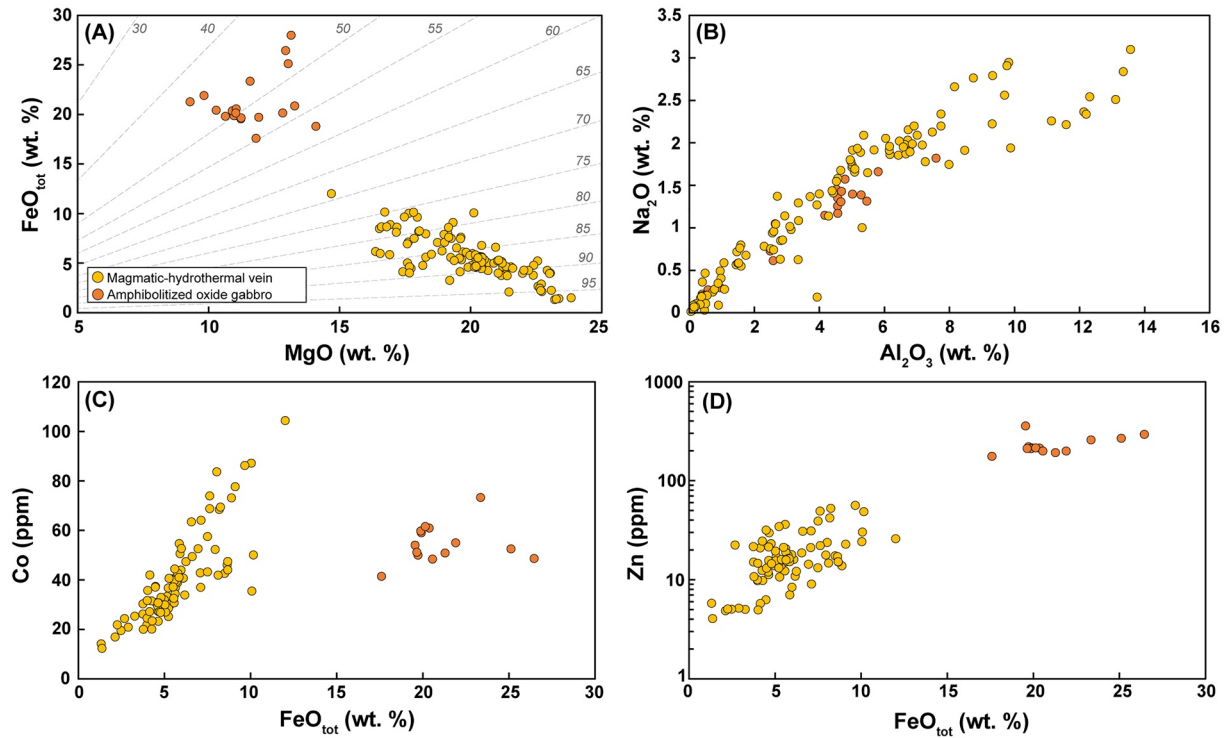 (A)
30
25
20
15
10
5
0
FeOtot (wt. %)
30 40 50 55 60
65
70
75
80
85
90
95
Magmatic-hydrothermal vein
Amphibolitized oxide gabbro
5 10 15 20 25
MgO (wt. %)
(B)
3.5
3
2.5
2
1.5
1
0.5
0
Na2O (wt. %)
0 2 4 6 8 10 12 14 16
Al2O3 (wt. %)
(C)
120
100
80
60
40
20
0
Co (ppm)
0 5 10 15 20 25 30
FeOtot (wt. %)
(D)
1000
100
10
1
Zn (ppm)
0 5 10 15 20 25 30
FeOtot (wt. %)